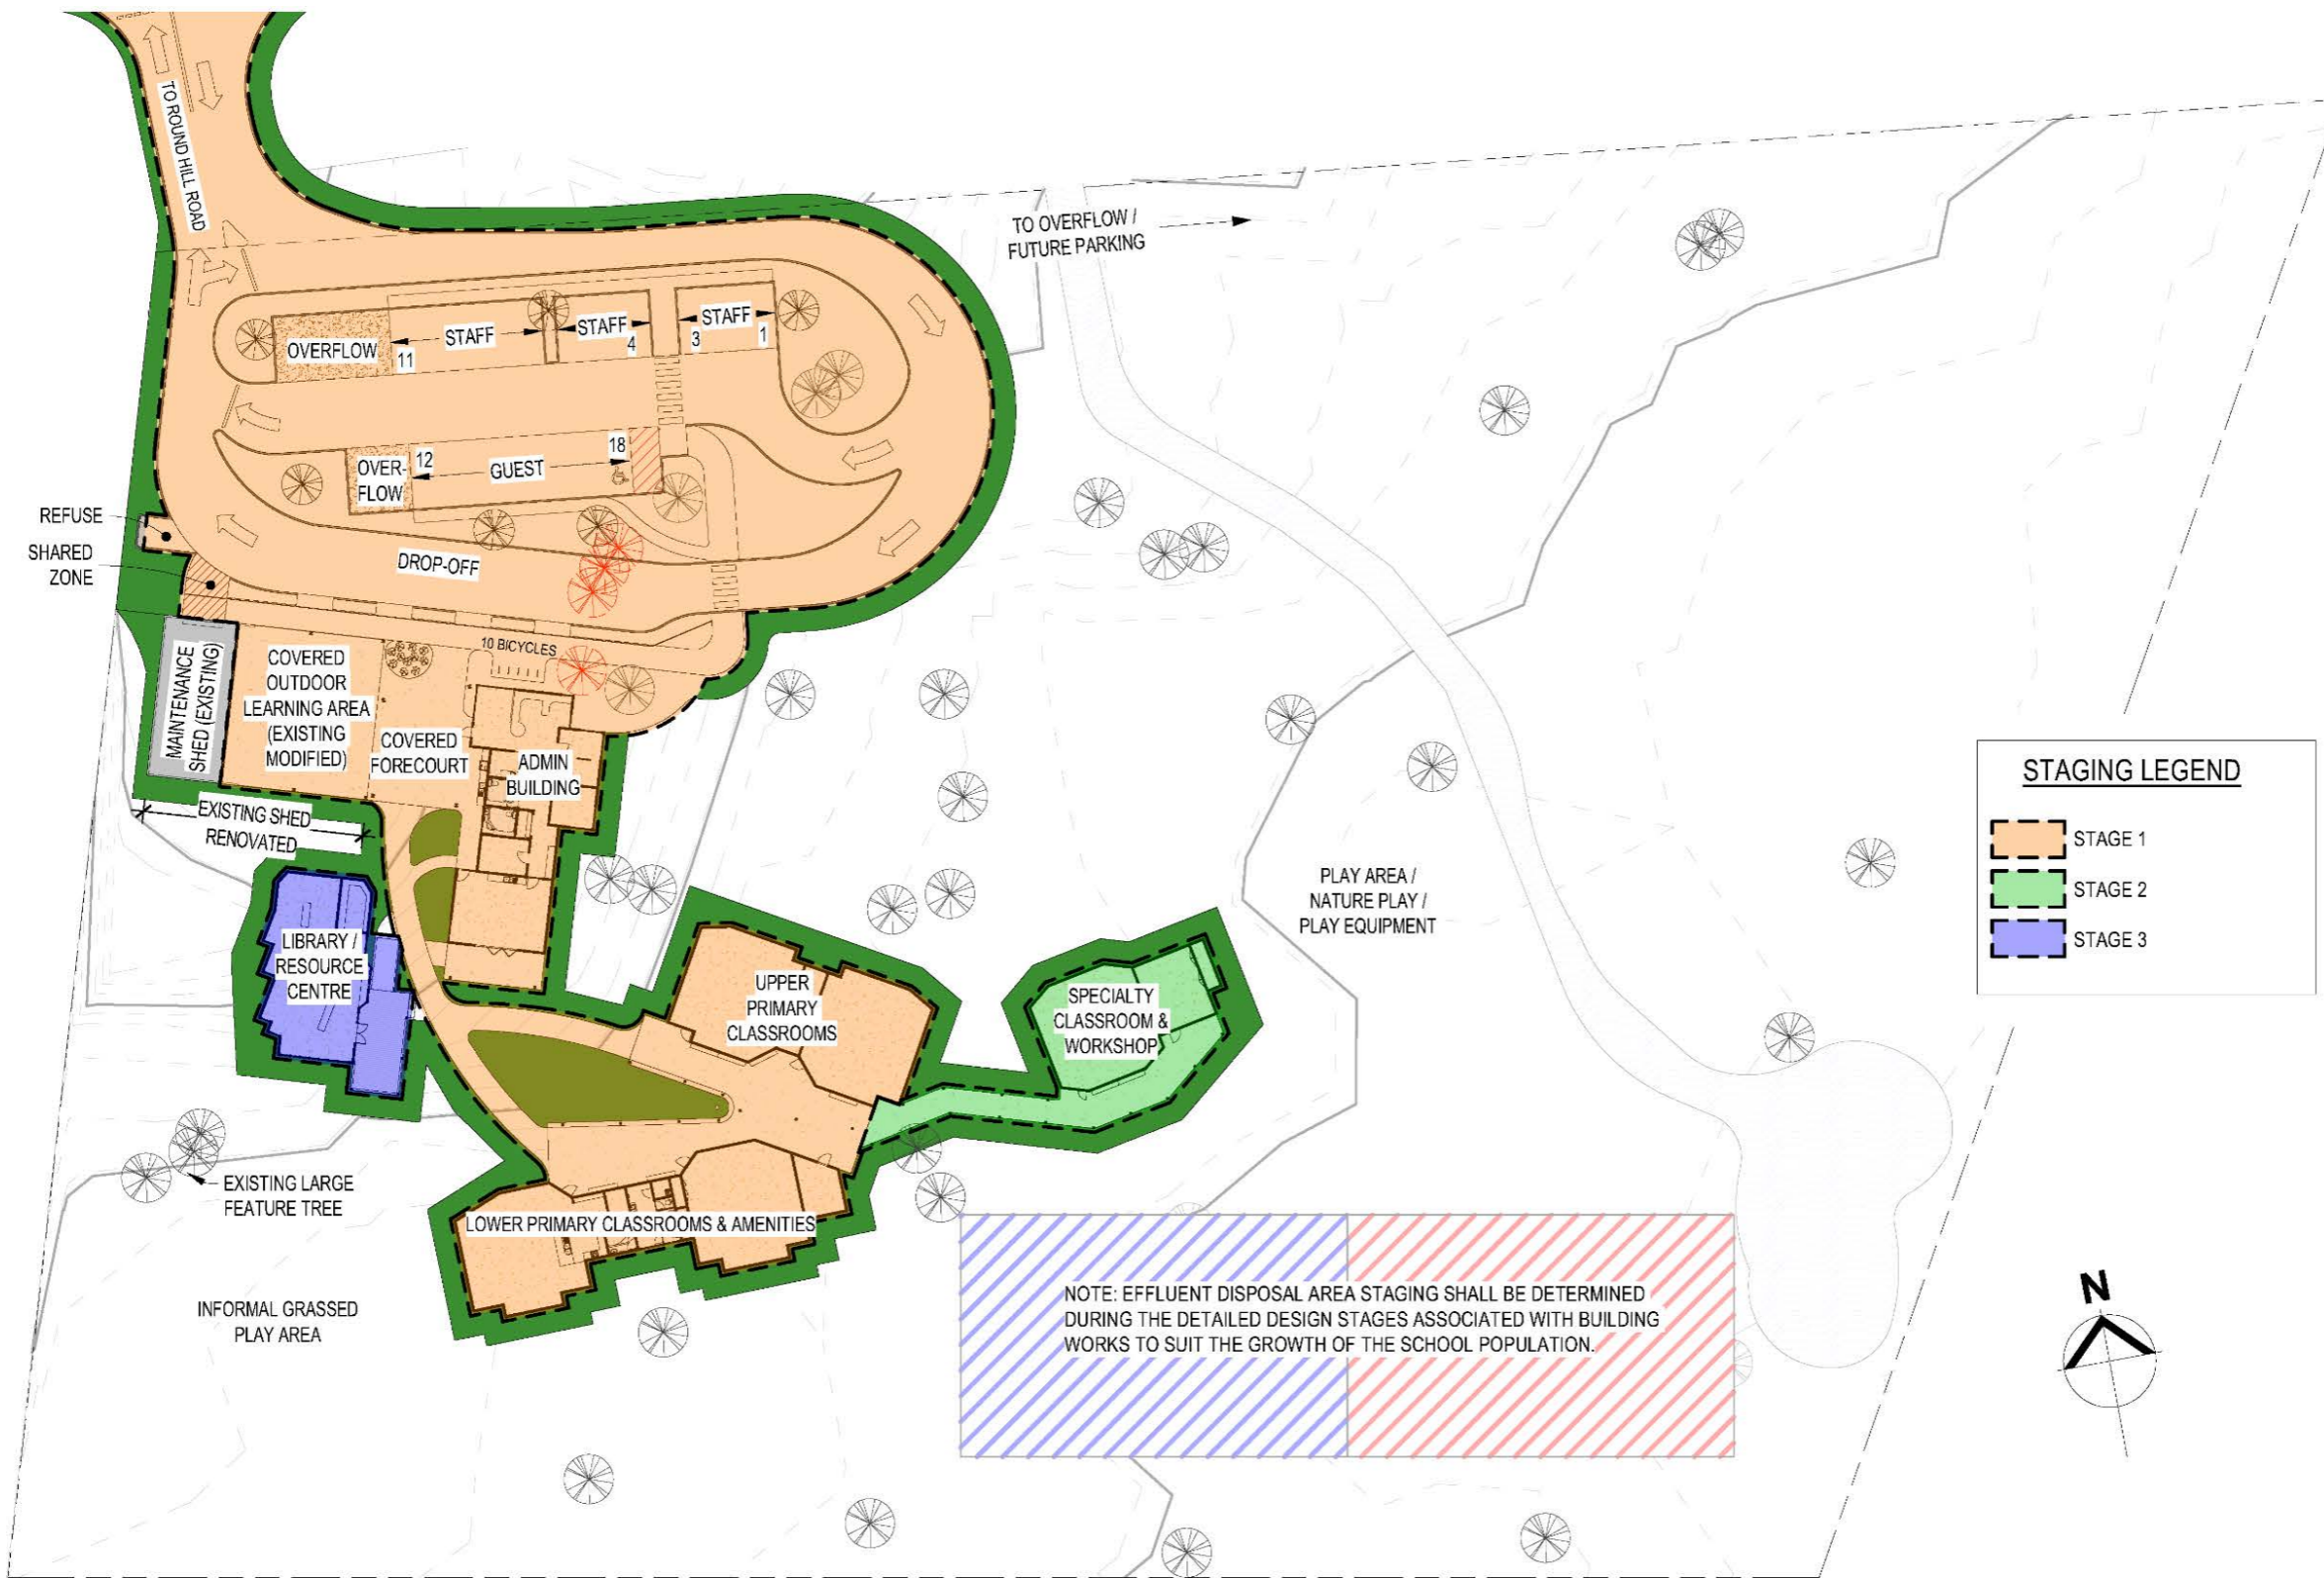 TO ROUND HILL ROAD
TO OVERFLOW /
FUTURE PARKING
OVERFLOW
11
STAFF
STAFF
4
STAFF
3
1
OVER-
FLOW
12
GUEST
18
REFUSE
SHARED
ZONE
DROP-OFF
10 BICYCLES
MAINTENANCE
SHED (EXISTING)
COVERED
OUTDOOR
LEARNING AREA
(EXISTING
MODIFIED)
COVERED
FORECOURT
ADMIN
BUILDING
EXISTING SHED
RENOVATED
LIBRARY /
RESOURCE
CENTRE
UPPER
PRIMARY
CLASSROOMS
SPECIALTY
CLASSROOM &
WORKSHOP
PLAY AREA /
NATURE PLAY /
PLAY EQUIPMENT
STAGING LEGEND
STAGE 1
STAGE 2
STAGE 3
EXISTING LARGE
FEATURE TREE
LOWER PRIMARY CLASSROOMS & AMENITIES
INFORMAL GRASSED
PLAY AREA
NOTE: EFFLUENT DISPOSAL AREA STAGING SHALL BE DETERMINED
DURING THE DETAILED DESIGN STAGES ASSOCIATED WITH BUILDING
WORKS TO SUIT THE GROWTH OF THE SCHOOL POPULATION.
N